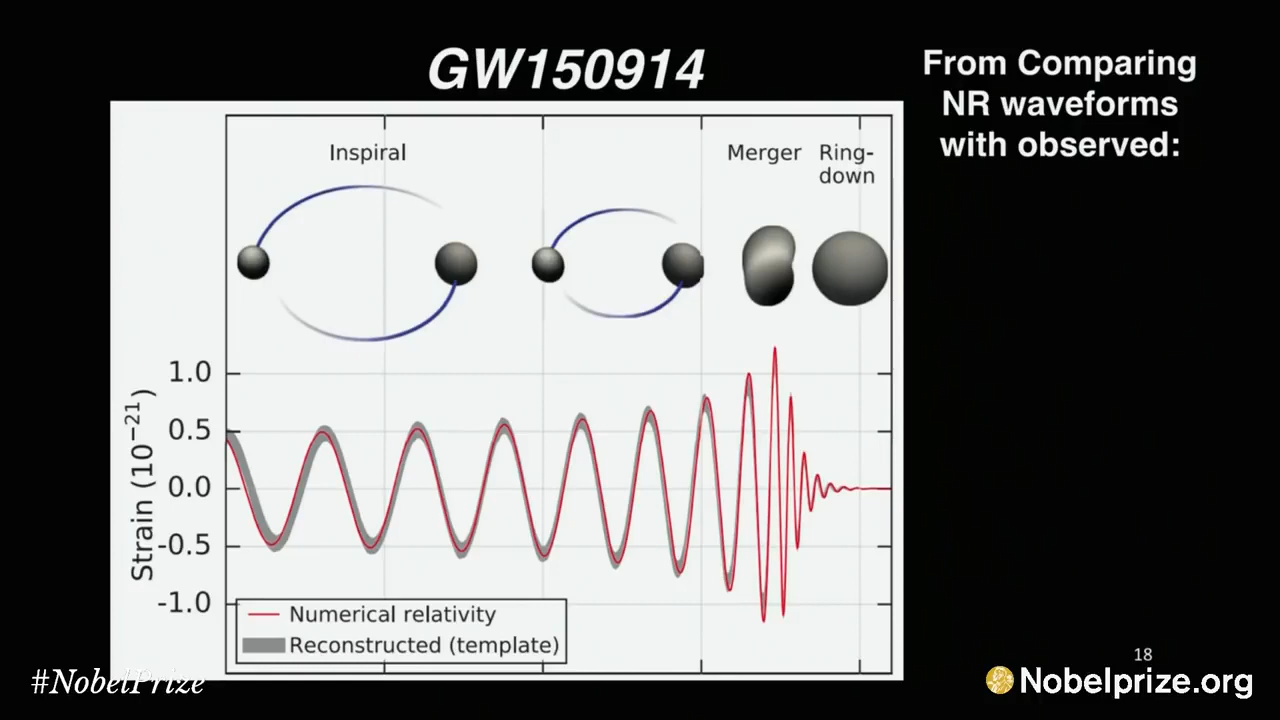 GW150914
From Comparing
NR waveforms
with observed:
Inspiral
Merger
Ring-
down
Strain (10⁻²¹)
1.0
0.5
0.0
-0.5
-1.0
Numerical relativity
Reconstructed (template)
18
#NobelPrize
Nobelprize.org